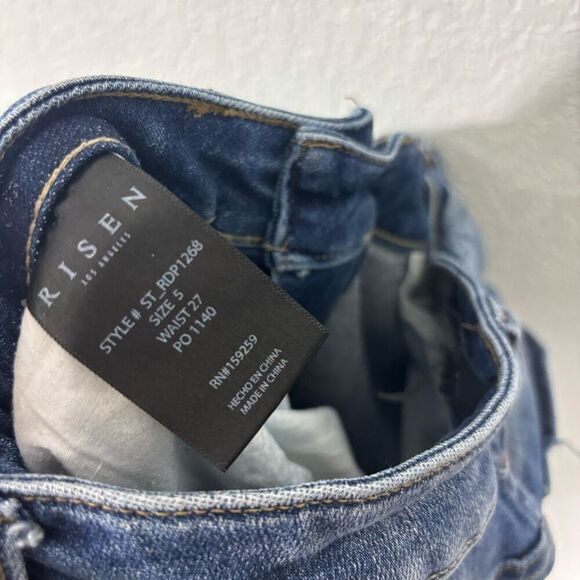 RISEN
LOS ANGELES
STYLE# ST_RDP1268
SIZE 5
WAIST 27
PO 1140
RN#159259
HECHO EN CHINA
MADE IN CHINA